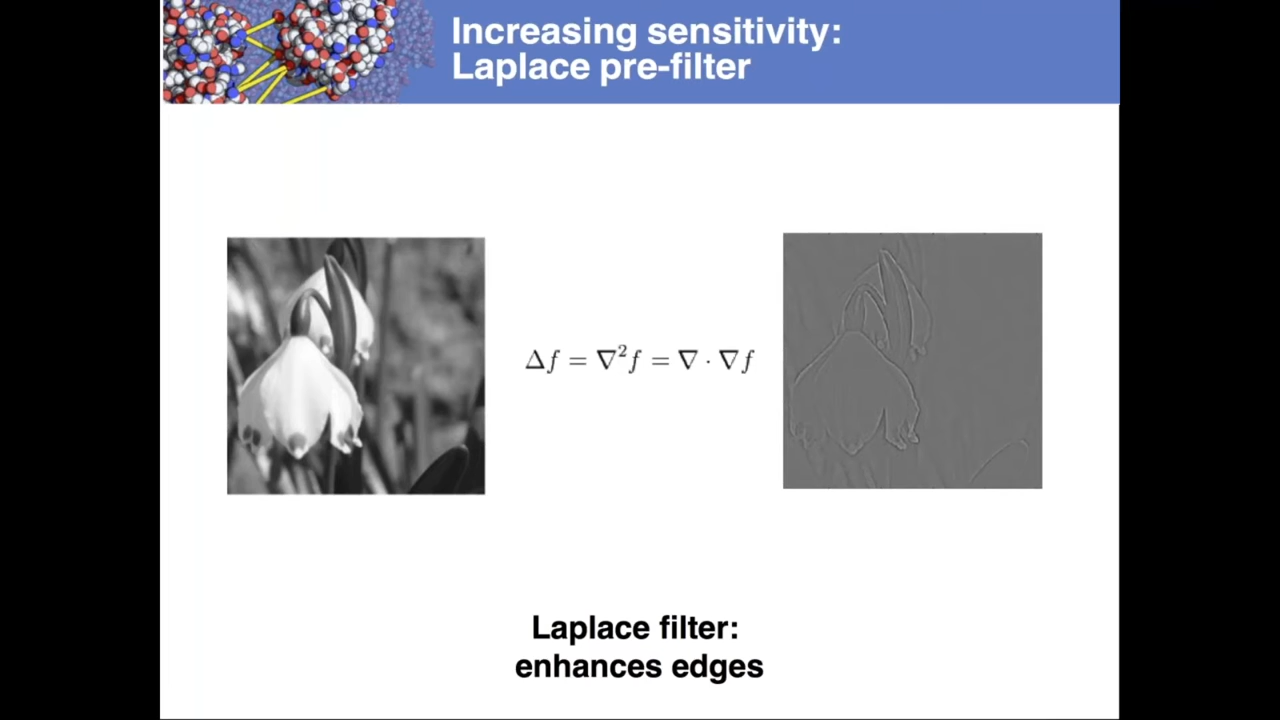 Increasing sensitivity:
Laplace pre-filter
Δf = ∇²f = ∇ · ∇f
Laplace filter:
enhances edges